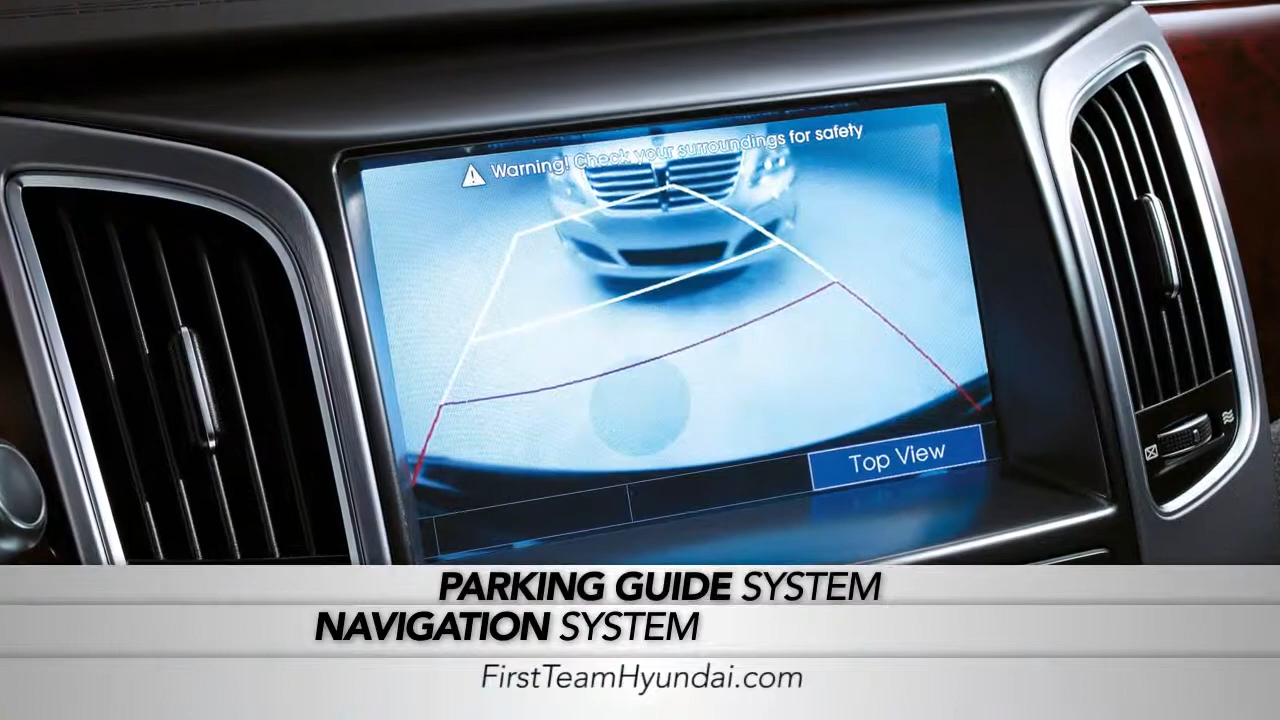 Warning! Check your surroundings for safety
Top View
PARKING GUIDE SYSTEM
NAVIGATION SYSTEM
FirstTeamHyundai.com